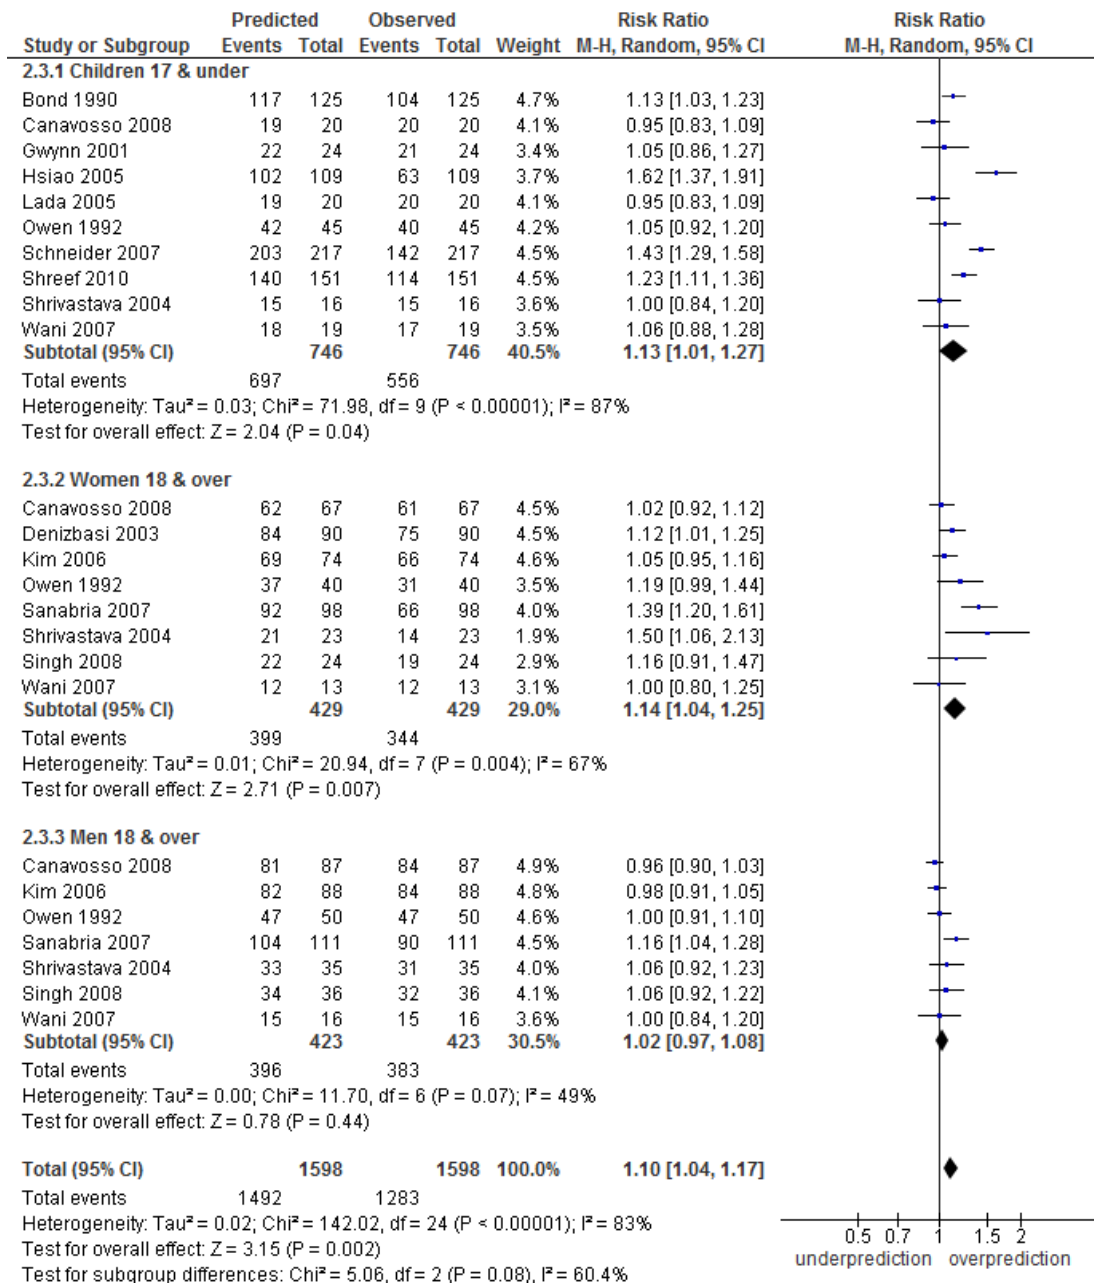 Predicted Observed Risk Ratio Risk Ratio
Study or Subgroup Events Total Events Total Weight M-H, Random, 95% CI M-H, Random, 95% CI
2.3.1 Children 17 & under
Bond 1990 117 125 104 125 4.7% 1.13 [1.03, 1.23]
Canavosso 2008 19 20 20 20 4.1% 0.95 [0.83, 1.09]
Gwynn 2001 22 24 21 24 3.4% 1.05 [0.86, 1.27]
Hsiao 2005 102 109 63 109 3.7% 1.62 [1.37, 1.91]
Lada 2005 19 20 20 20 4.1% 0.95 [0.83, 1.09]
Owen 1992 42 45 40 45 4.2% 1.05 [0.92, 1.20]
Schneider 2007 203 217 142 217 4.5% 1.43 [1.29, 1.58]
Shreef 2010 140 151 114 151 4.5% 1.23 [1.11, 1.36]
Shrivastava 2004 15 16 15 16 3.6% 1.00 [0.84, 1.20]
Wani 2007 18 19 17 19 3.5% 1.06 [0.88, 1.28]
Subtotal (95% CI) 746 746 40.5% 1.13 [1.01, 1.27]
Total events 697 556
Heterogeneity: Tau² = 0.03; Chi² = 71.98, df = 9 (P < 0.00001); I² = 87%
Test for overall effect: Z = 2.04 (P = 0.04)
2.3.2 Women 18 & over
Canavosso 2008 62 67 61 67 4.5% 1.02 [0.92, 1.12]
Denizbasi 2003 84 90 75 90 4.4% 1.12 [1.01, 1.25]
Kim 2006 69 74 66 74 4.6% 1.05 [0.95, 1.16]
Owen 1992 37 40 31 40 3.5% 1.19 [0.99, 1.44]
Sanabria 2007 92 98 66 98 4.0% 1.39 [1.20, 1.61]
Shrivastava 2004 21 23 14 23 1.9% 1.50 [1.06, 2.13]
Singh 2008 22 24 19 24 2.9% 1.16 [0.91, 1.47]
Wani 2007 12 13 12 13 3.1% 1.00 [0.80, 1.25]
Subtotal (95% CI) 429 429 29.0% 1.14 [1.04, 1.25]
Total events 399 344
Heterogeneity: Tau² = 0.01; Chi² = 20.94, df = 7 (P = 0.004); I² = 67%
Test for overall effect: Z = 2.71 (P = 0.007)
2.3.3 Men 18 & over
Canavosso 2008 81 87 84 87 4.9% 0.96 [0.90, 1.03]
Kim 2006 82 88 84 88 4.8% 0.98 [0.91, 1.05]
Owen 1992 47 50 47 50 4.6% 1.00 [0.91, 1.10]
Sanabria 2007 104 111 90 111 4.5% 1.16 [1.04, 1.28]
Shrivastava 2004 33 35 31 35 4.0% 1.06 [0.92, 1.23]
Singh 2008 34 36 32 36 4.1% 1.06 [0.92, 1.22]
Wani 2007 15 16 15 16 3.6% 1.00 [0.84, 1.20]
Subtotal (95% CI) 423 423 30.5% 1.02 [0.97, 1.08]
Total events 396 383
Heterogeneity: Tau² = 0.00; Chi² = 11.70, df = 6 (P = 0.07); I² = 49%
Test for overall effect: Z = 0.78 (P = 0.44)
Total (95% CI) 1598 1598 100.0% 1.10 [1.04, 1.17]
Total events 1492 1283
Heterogeneity: Tau² = 0.02; Chi² = 142.02, df = 24 (P < 0.00001); I² = 83%
Test for overall effect: Z = 3.15 (P = 0.002)
Test for subgroup differences: Chi² = 5.06, df = 2 (P = 0.08), I² = 60.4%
0.5 0.7 1 1.5 2
underprediction overprediction